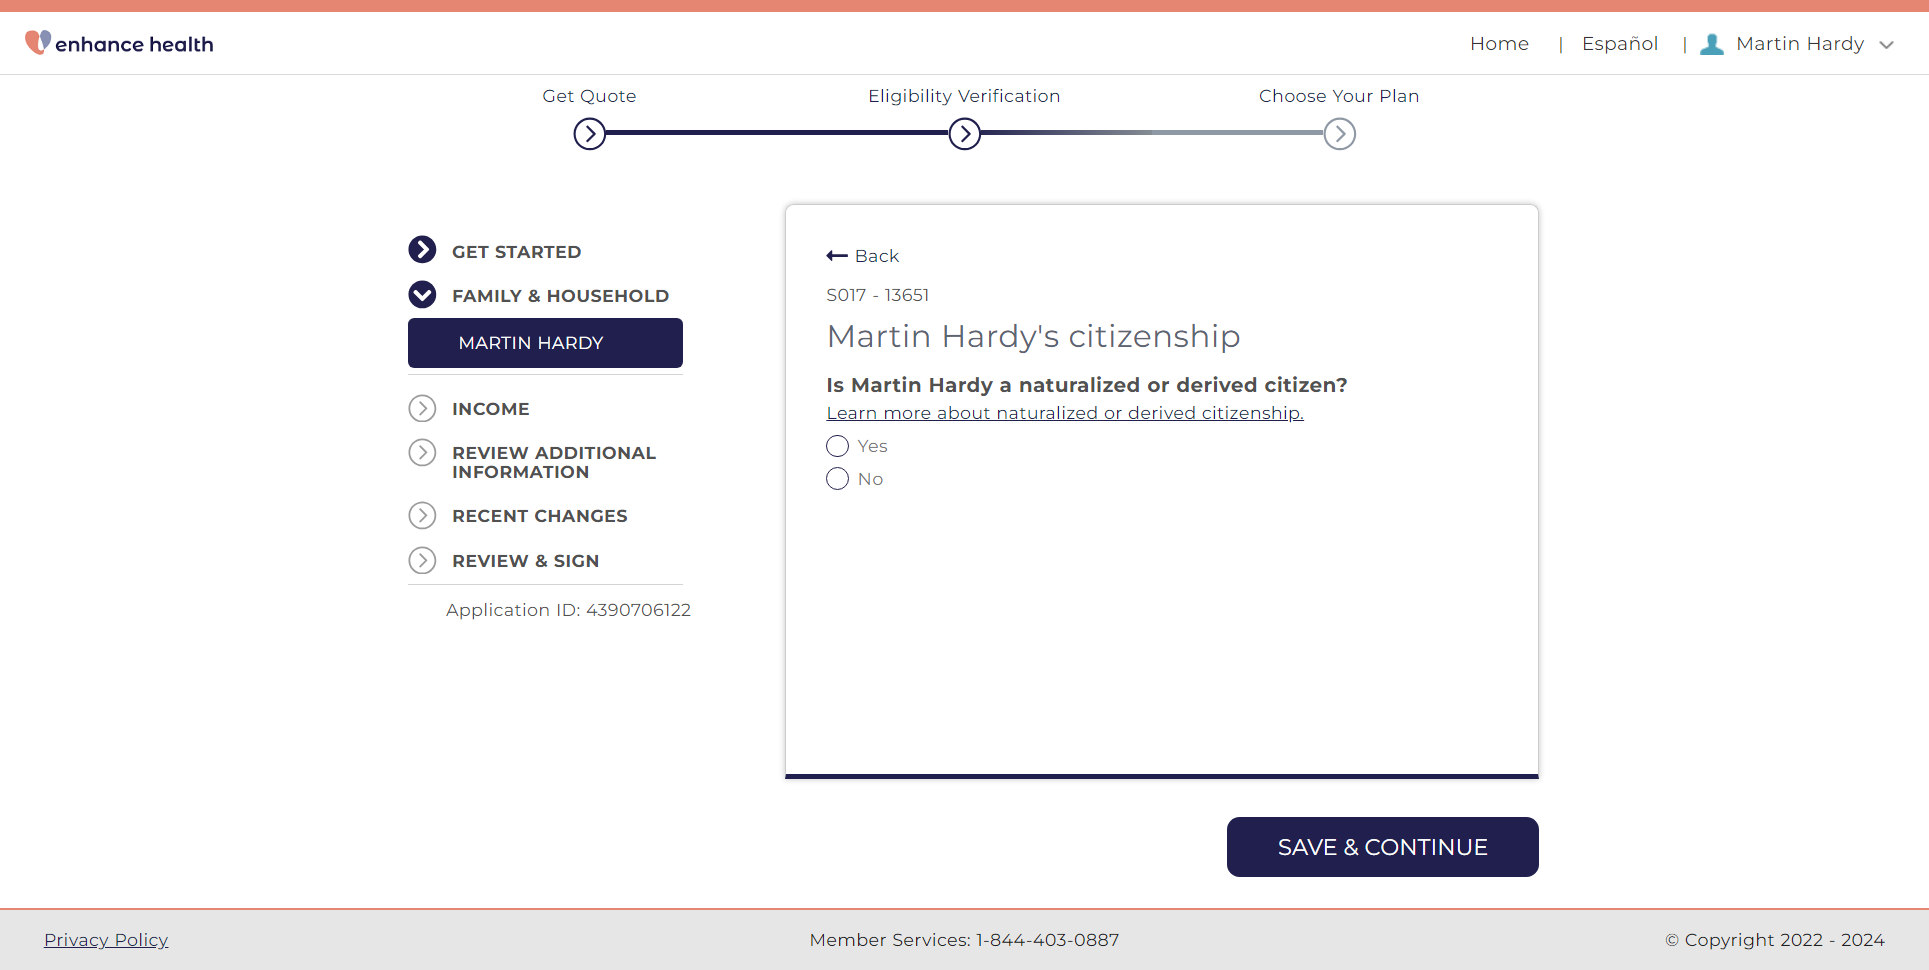 enhance health
Home | Español | Martin Hardy
Get Quote
Eligibility Verification
Choose Your Plan
GET STARTED
FAMILY & HOUSEHOLD
MARTIN HARDY
INCOME
REVIEW ADDITIONAL
INFORMATION
RECENT CHANGES
REVIEW & SIGN
Application ID: 4390706122
Back
S017 - 13651
Martin Hardy's citizenship
Is Martin Hardy a naturalized or derived citizen?
Learn more about naturalized or derived citizenship.
Yes
No
SAVE & CONTINUE
Privacy Policy
Member Services: 1-844-403-0887
© Copyright 2022 - 2024